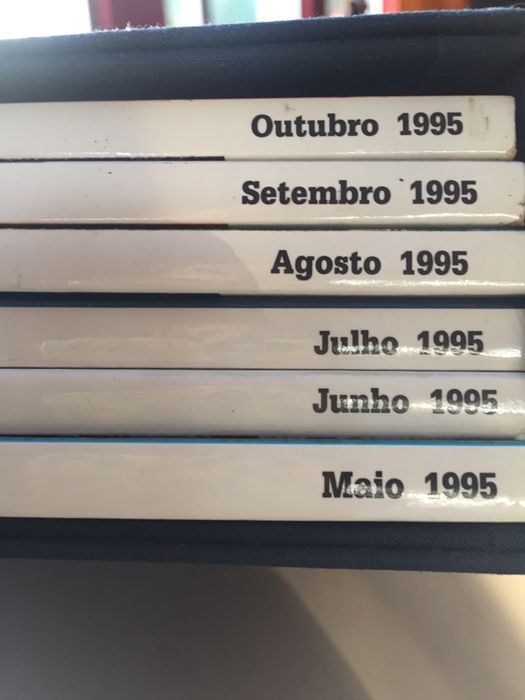 Outubro 1995
Setembro 1995
Agosto 1995
Julho 1995
Junho 1995
Maio 1995